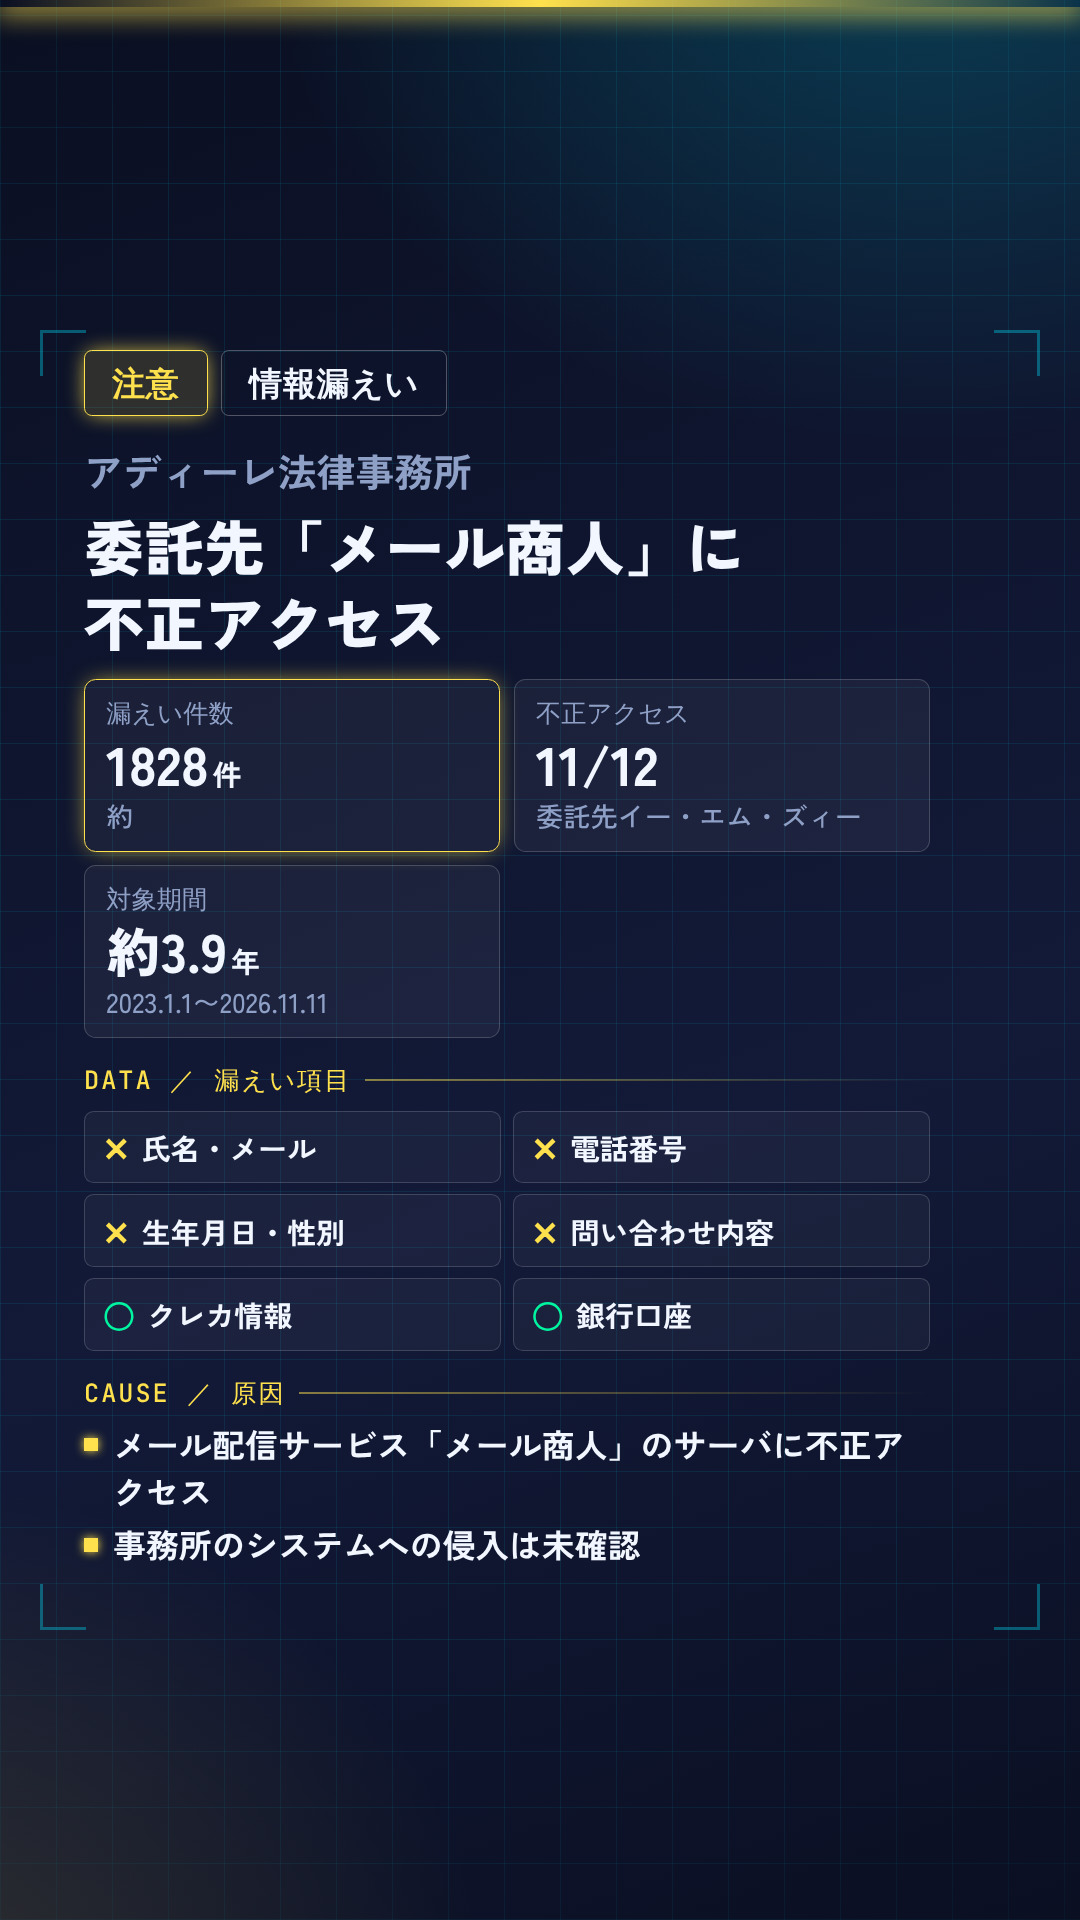 注意 情報漏えい
アディーレ法律事務所
委託先「メール商人」に
不正アクセス
漏えい件数
1828件
約
不正アクセス
11/12
委託先イー・エム・ズィー
対象期間
約3.9年
2023.1.1〜2026.11.11
DATA ／ 漏えい項目
✕ 氏名・メール
✕ 電話番号
✕ 生年月日・性別
✕ 問い合わせ内容
◯ クレカ情報
◯ 銀行口座
CAUSE ／ 原因
メール配信サービス「メール商人」のサーバに不正ア
クセス
事務所のシステムへの侵入は未確認